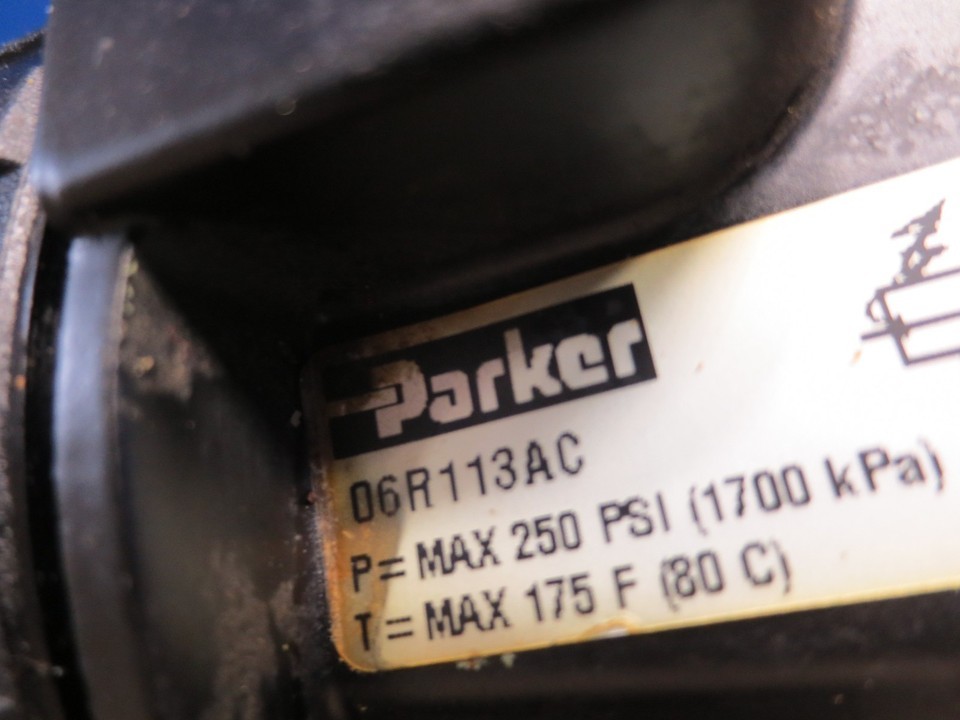 Parker
06R113AC
P= MAX 250 PSI (1700 kPa)
T = MAX 175 F (80 C)